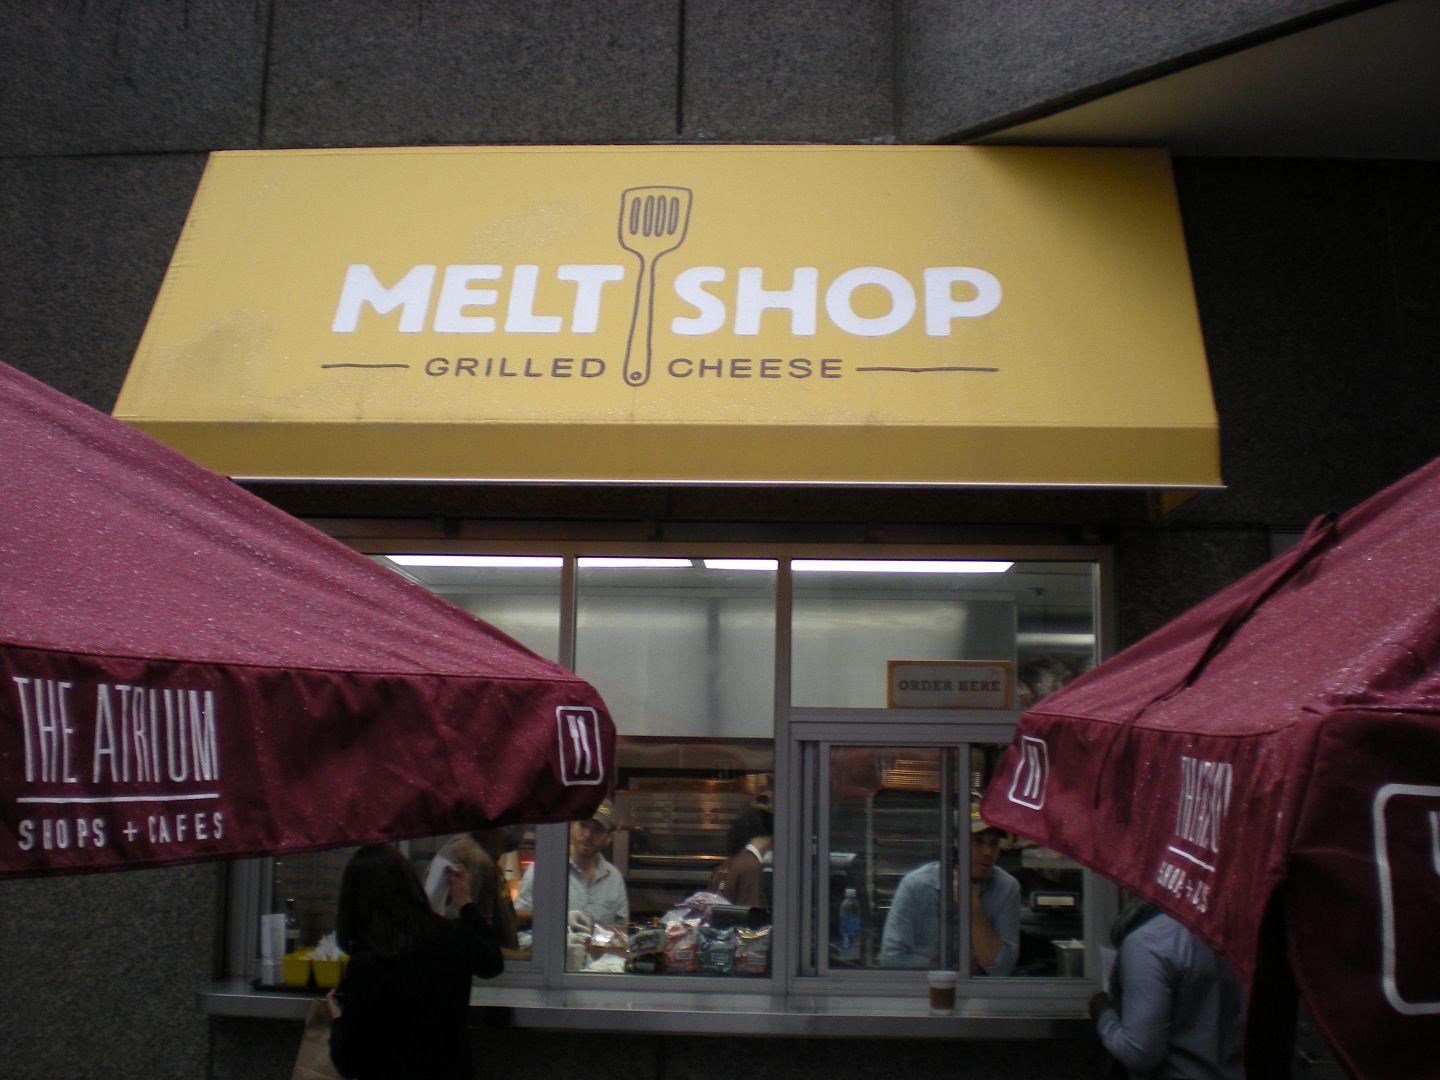 MELT SHOP
GRILLED CHEESE
ORDER HERE
THE ATRIUM
SHOPS + CAFES